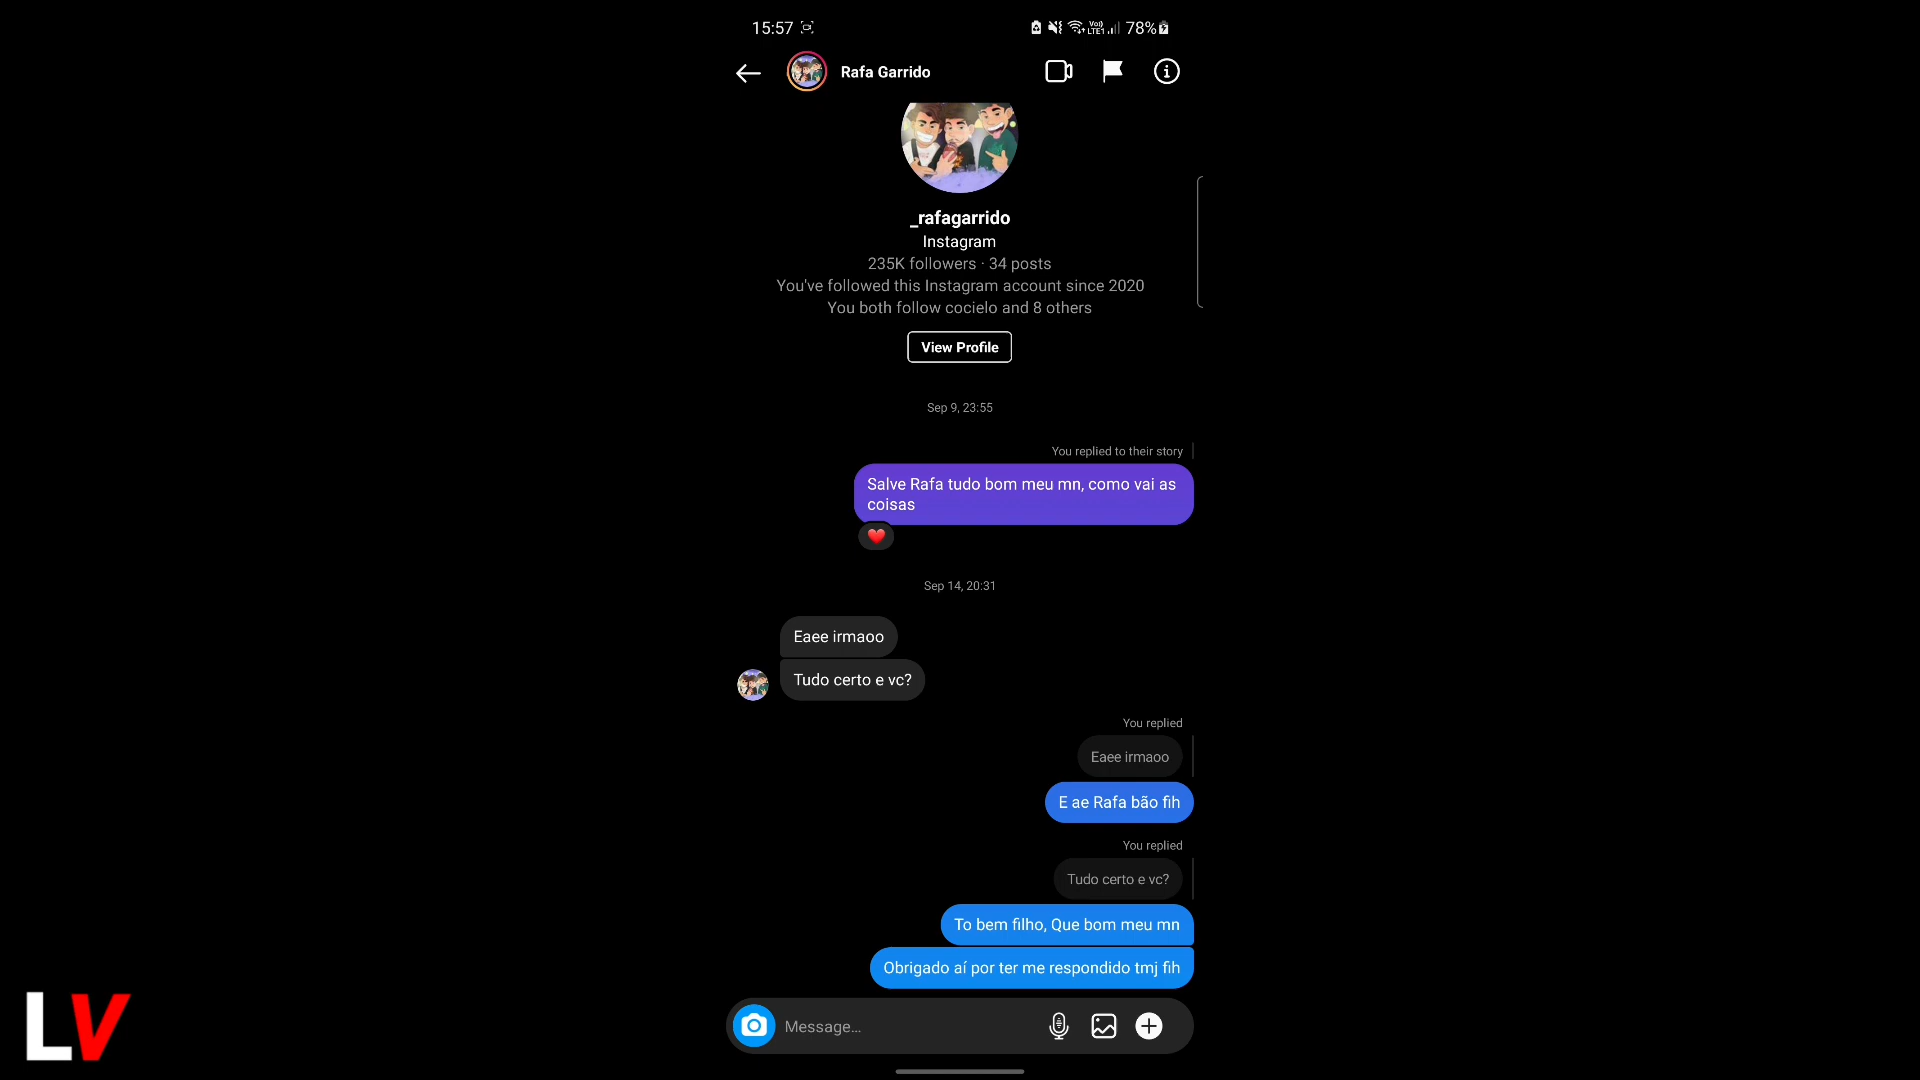 15:57
Vo))
LTE1
78%
Rafa Garrido
_rafagarrido
Instagram
235K followers · 34 posts
You've followed this Instagram account since 2020
You both follow cocielo and 8 others
View Profile
Sep 9, 23:55
You replied to their story
Salve Rafa tudo bom meu mn, como vai as
coisas
Sep 14, 20:31
Eaee irmaoo
Tudo certo e vc?
You replied
Eaee irmaoo
E ae Rafa bão fih
You replied
Tudo certo e vc?
To bem filho, Que bom meu mn
Obrigado aí por ter me respondido tmj fih
Message...
LV